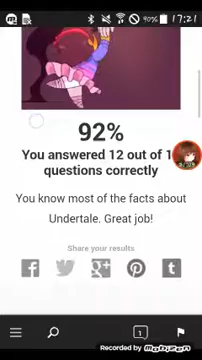 90% 17:21
92%
You answered 12 out of
questions correctly
You know most of the facts about
Undertale. Great job!
Share your results
f g+ t
1
Recorded by Mobizen